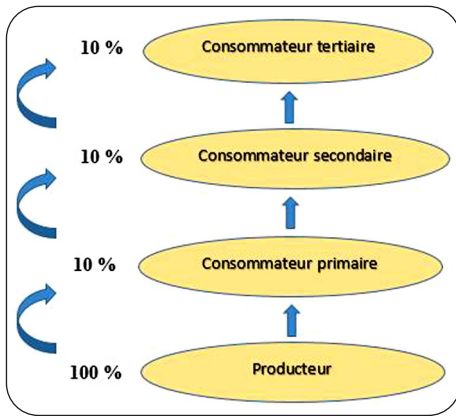 10 % Consommateur tertiaire
10 % Consommateur secondaire
10 % Consommateur primaire
100 % Producteur